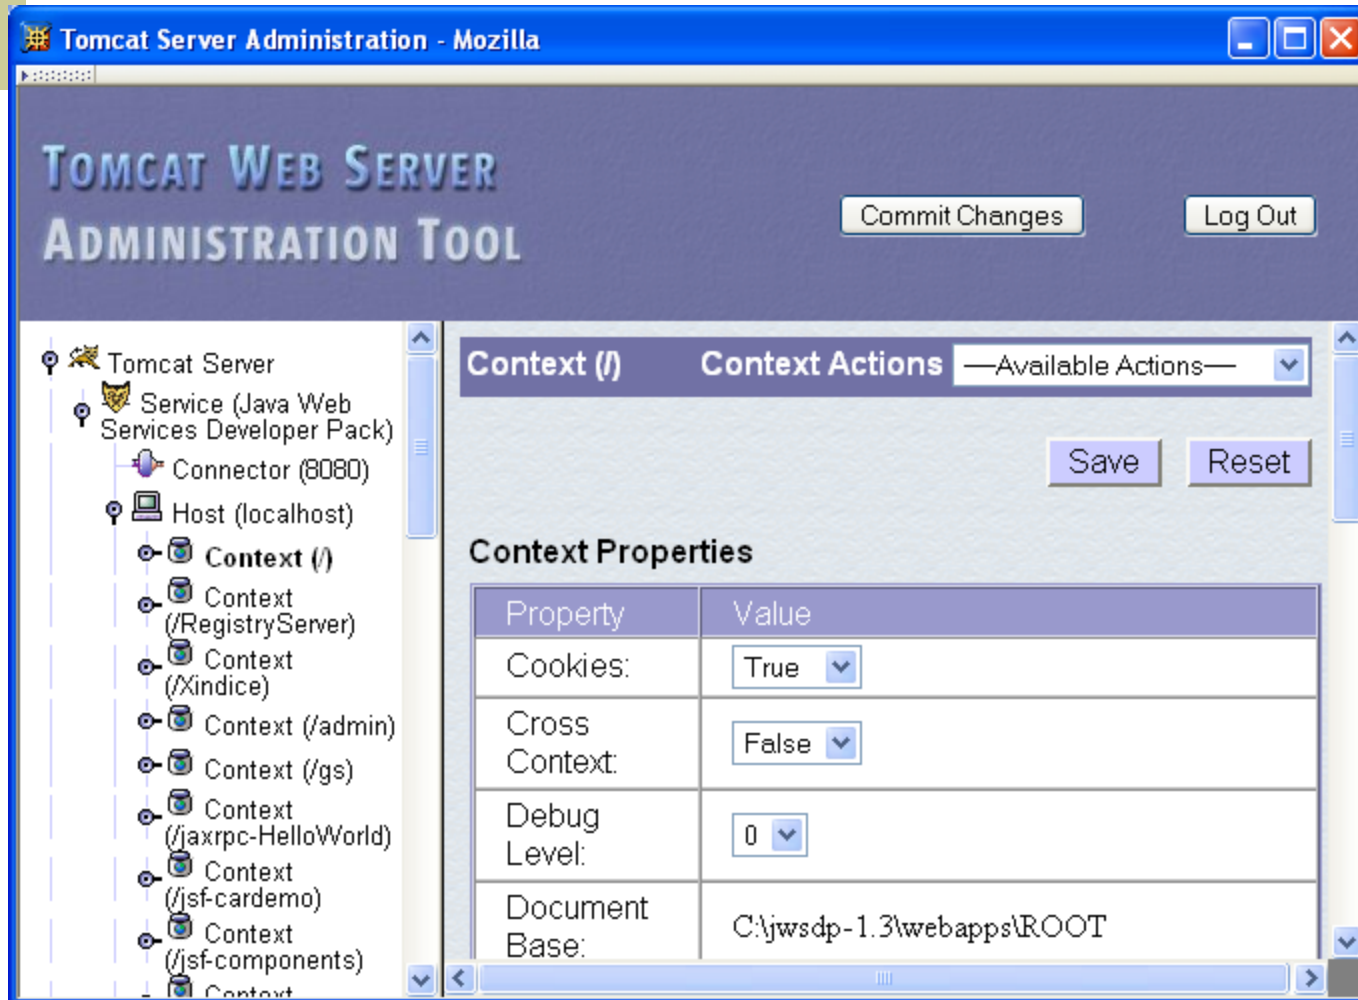 Tomcat Server Administration - Mozilla
TOMCAT WEB SERVER
ADMINISTRATION TOOL
Commit Changes
Log Out
Tomcat Server
Service (Java Web
Services Developer Pack)
Connector (8080)
Host (localhost)
Context (/)
Context
(/RegistryServer)
Context
(/Xindice)
Context (/admin)
Context (/gs)
Context
(/jaxrpc-HelloWorld)
Context
(/jsf-cardemo)
Context
(/jsf-components)
Context
Context (/) Context Actions —Available Actions—
Save Reset
Context Properties
Property Value
Cookies: True
Cross
Context: False
Debug
Level: 0
Document
Base: C:\jwsdp-1.3\webapps\ROOT